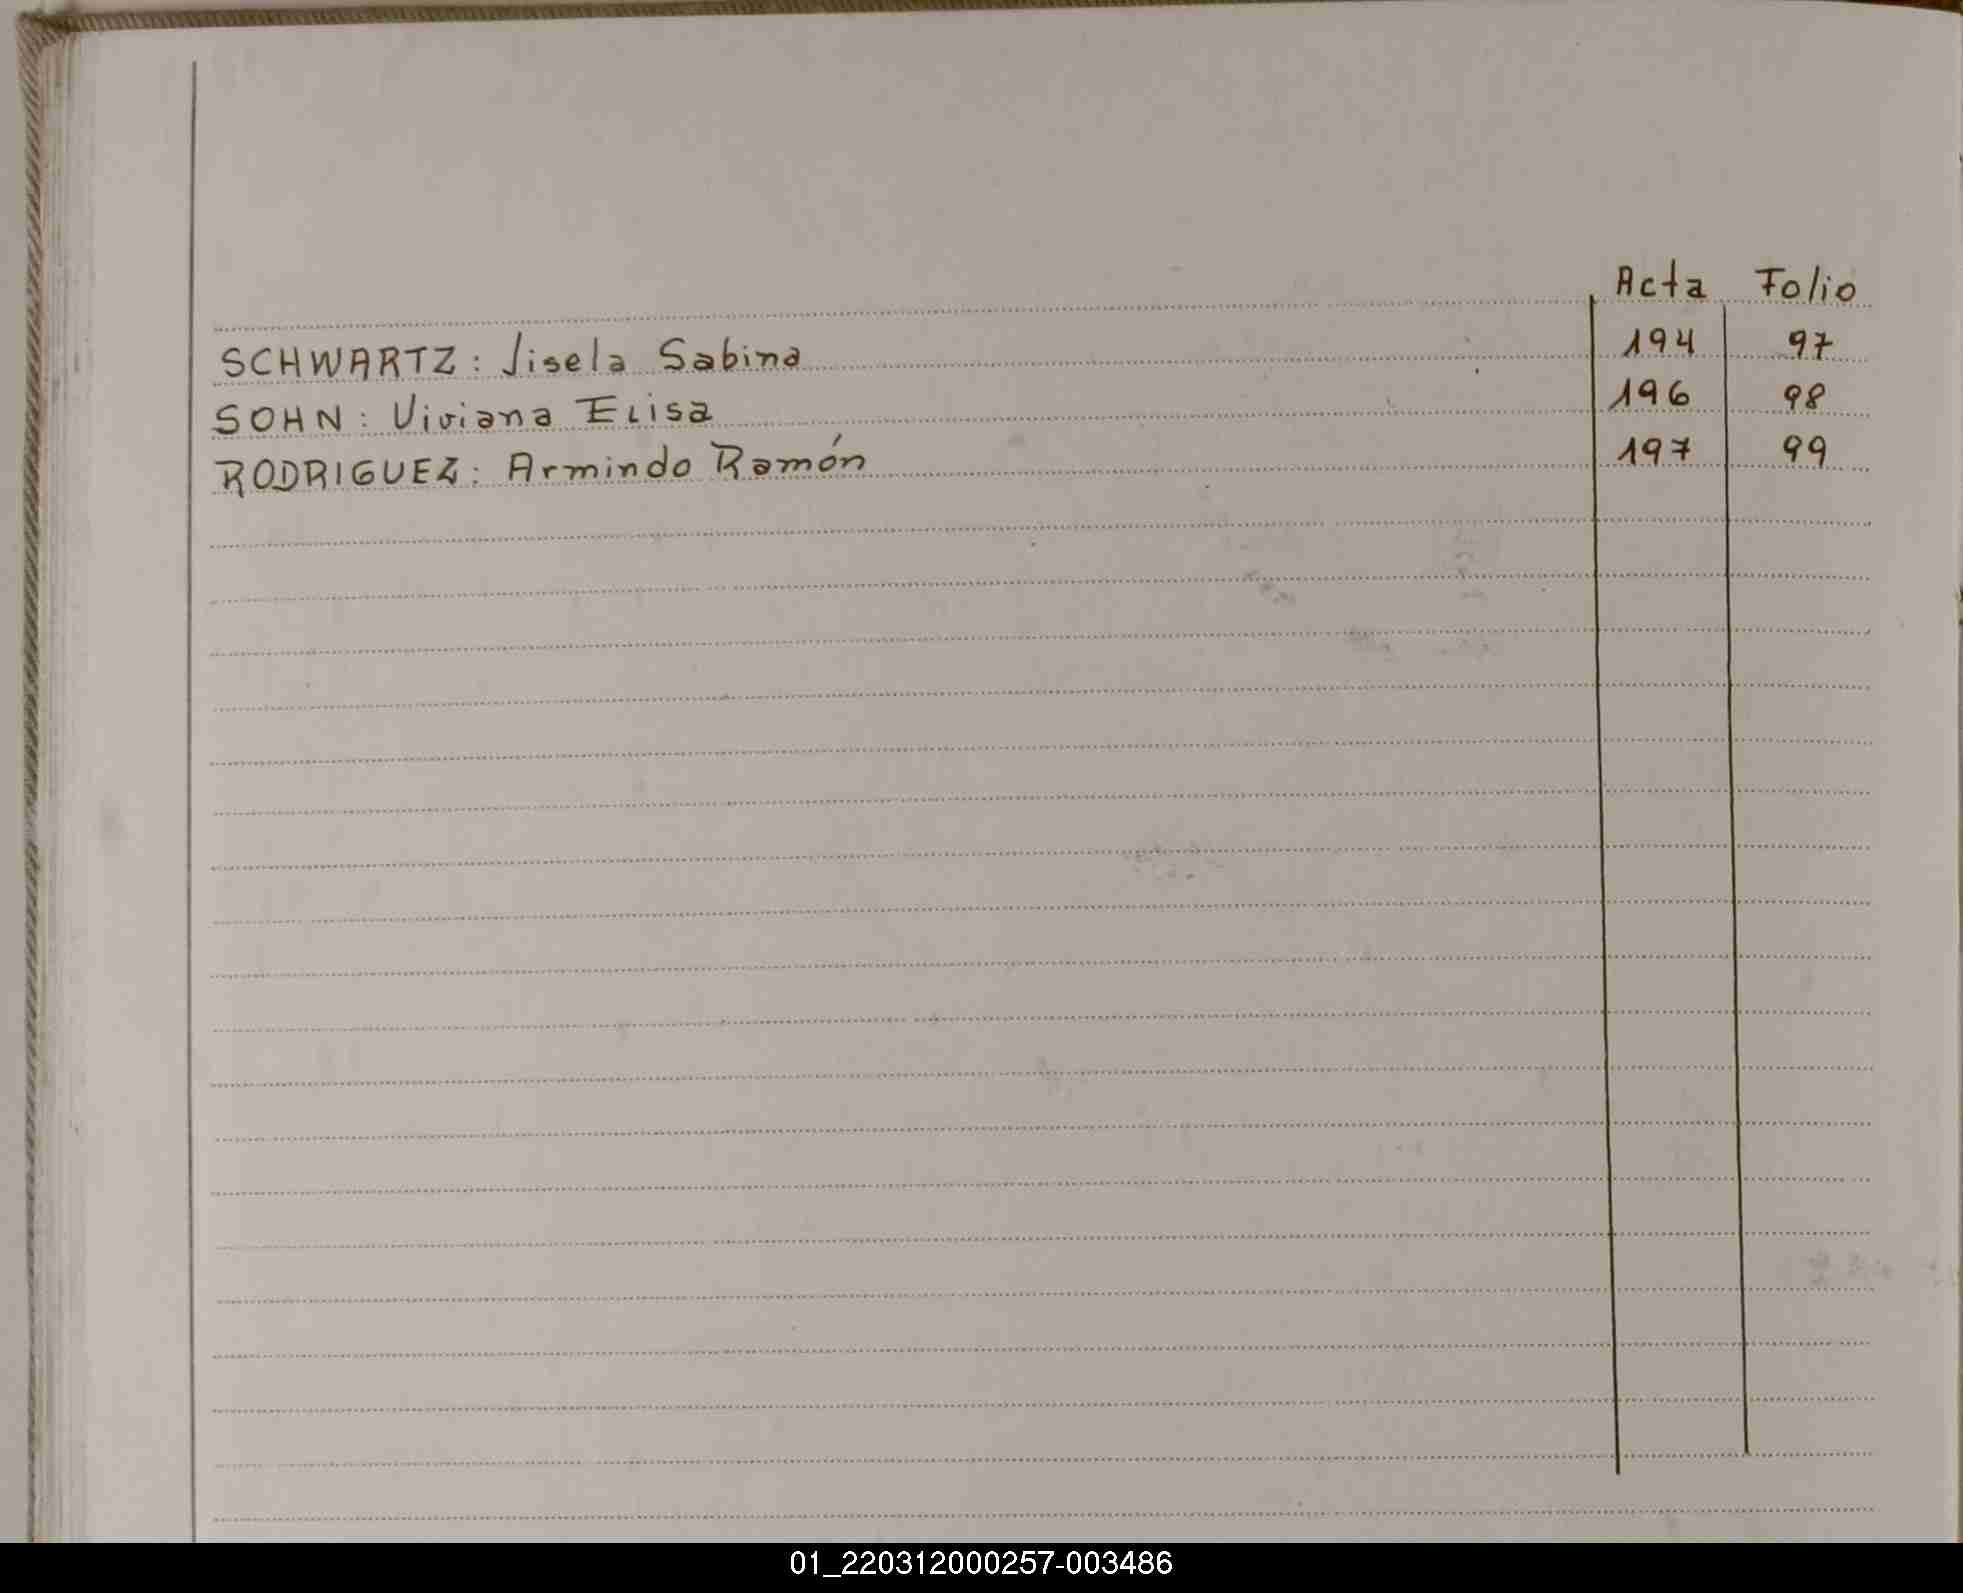 Acta Folio
SCHWARTZ: Jisela Sabina 194 97
SOHN: Viviana Elisa 196 98
RODRIGUEZ: Armindo Ramón 197 99
01_220312000257-003486